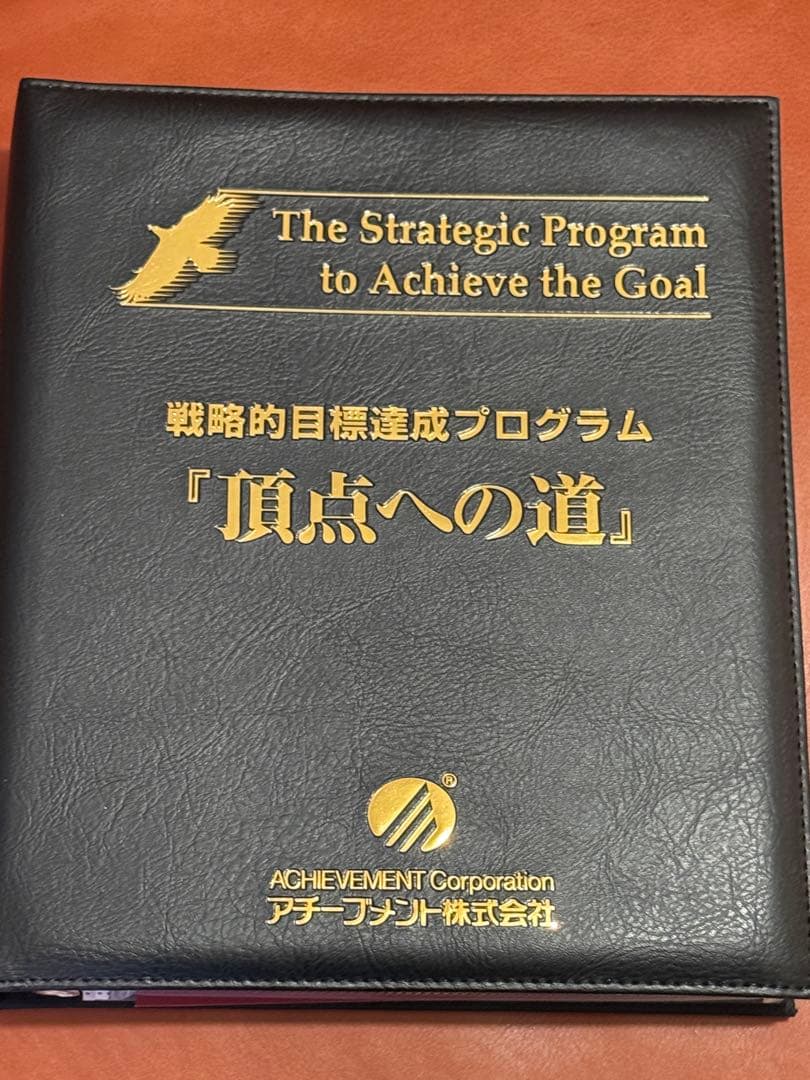 The Strategic Program
to Achieve the Goal
戦略的目標達成プログラム
『頂点への道』
®
ACHIEVEMENT Corporation
アチーブメント株式会社